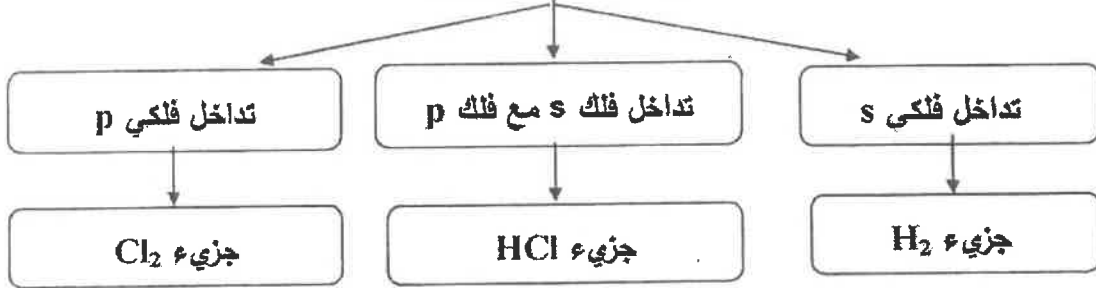 تداخل فلكي s
تداخل فلك s مع فلك p
تداخل فلكي p
جزيء H₂
جزيء HCl
جزيء Cl₂